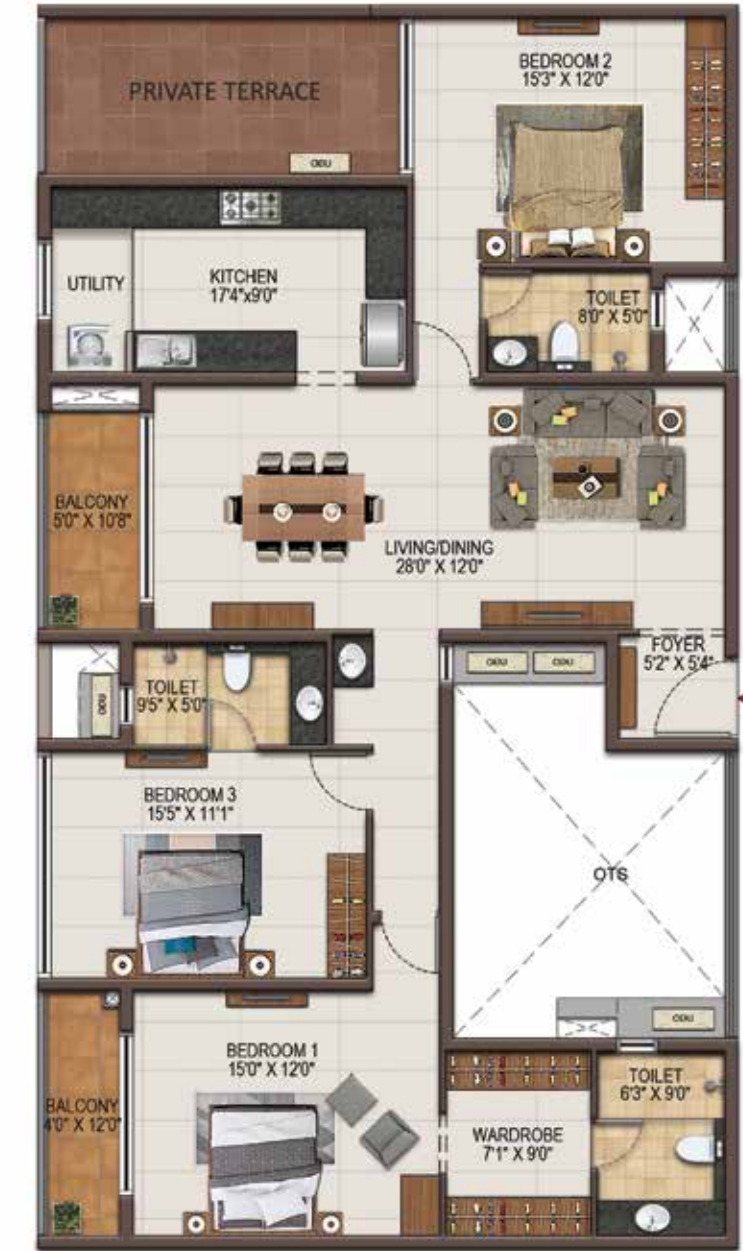 PRIVATE TERRACE
ODU
BEDROOM 2
15'3" X 12'0"
UTILITY
KITCHEN
17'4"x9'0"
TOILET
8'0" X 5'0"
BALCONY
5'0" X 10'8"
LIVING/DINING
28'0" X 12'0"
FOYER
5'2" X 5'4"
ODU
ODU
ODU
TOILET
9'5" X 5'0"
BEDROOM 3
15'5" X 11'1"
OTS
ODU
BEDROOM 1
15'0" X 12'0"
BALCONY
4'0" X 12'0"
WARDROBE
7'1" X 9'0"
TOILET
6'3" X 9'0"